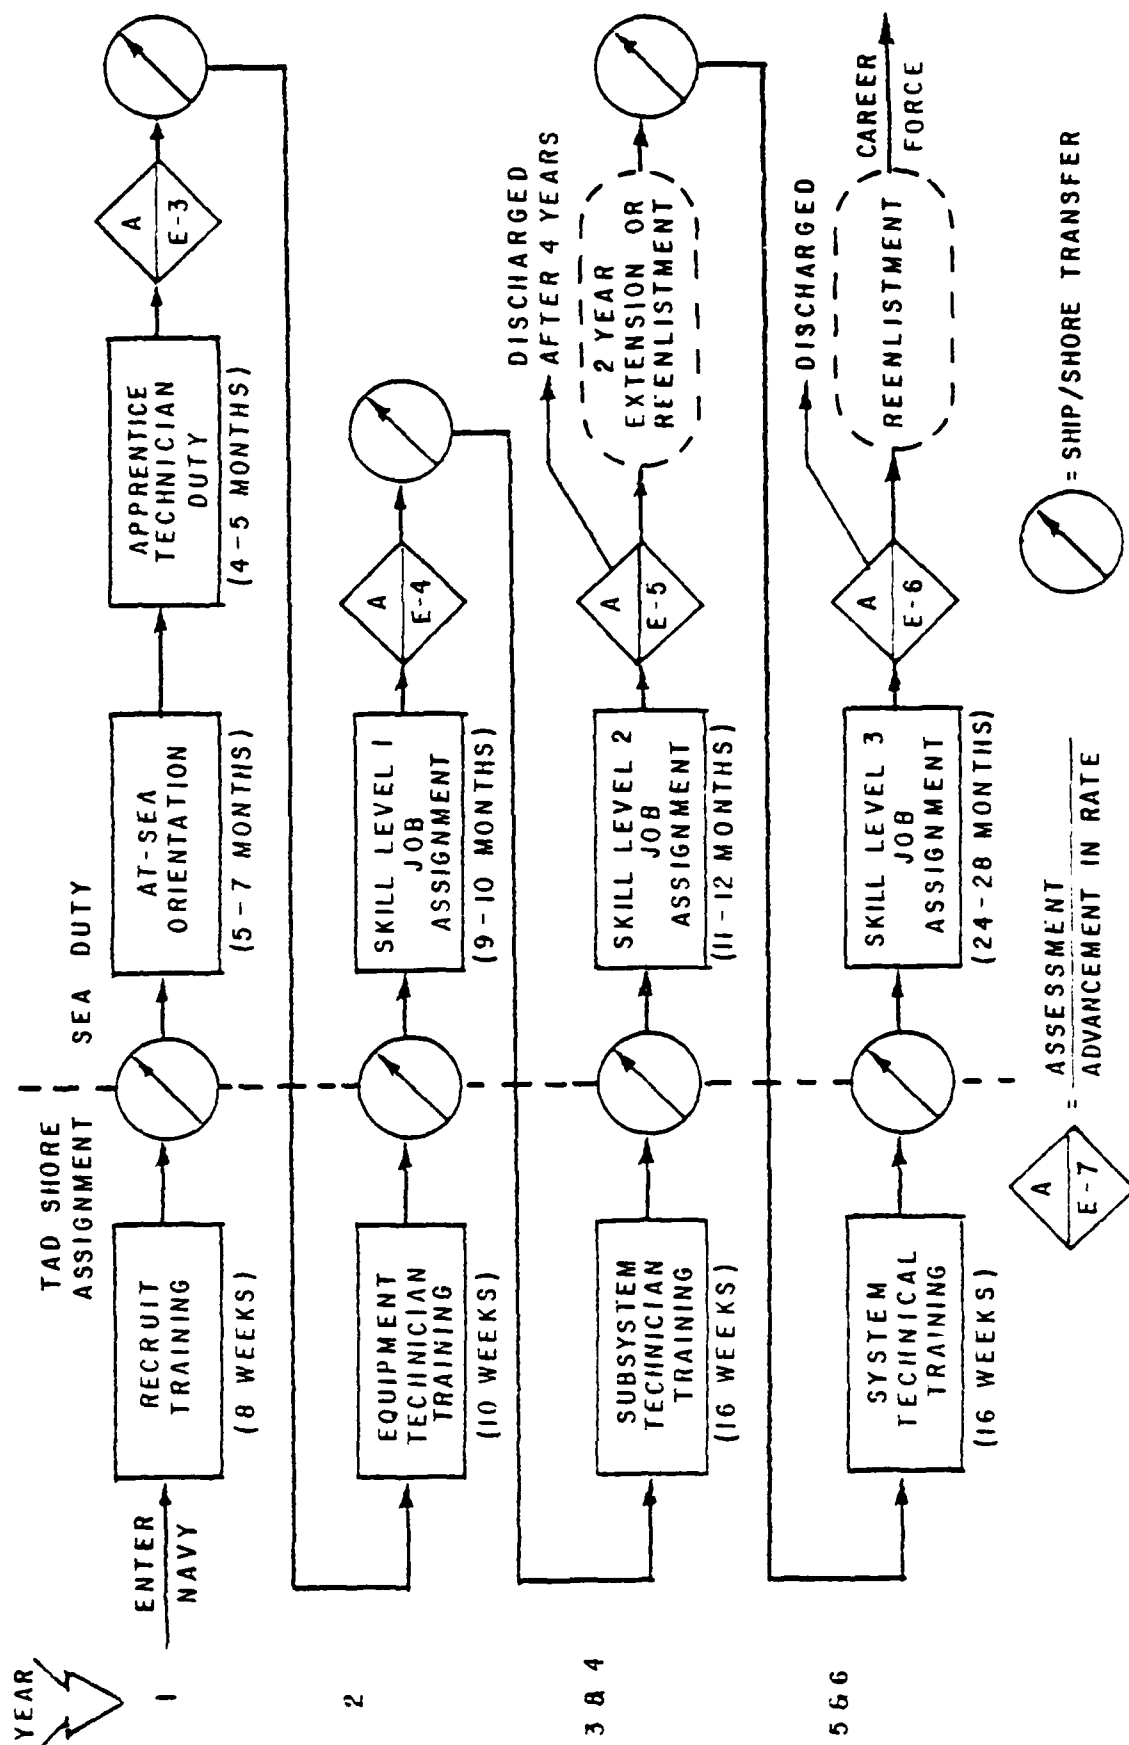 YEAR
TAD SHORE
ASSIGNMENT
SEA DUTY
1
ENTER
NAVY
RECRUIT
TRAINING
(8 WEEKS)
AT-SEA
ORIENTATION
(5-7 MONTHS)
APPRENTICE
TECHNICIAN
DUTY
(4-5 MONTHS)
A
E-3
2
EQUIPMENT
TECHNICIAN
TRAINING
(10 WEEKS)
SKILL LEVEL 1
JOB
ASSIGNMENT
(9-10 MONTHS)
A
E-4
3 & 4
SUBSYSTEM
TECHNICIAN
TRAINING
(16 WEEKS)
SKILL LEVEL 2
JOB
ASSIGNMENT
(11-12 MONTHS)
A
E-5
DISCHARGED
AFTER 4 YEARS
2 YEAR
EXTENSION OR
REENLISTMENT
5&6
SYSTEM
TECHNICAL
TRAINING
(16 WEEKS)
SKILL LEVEL 3
JOB
ASSIGNMENT
(24-28 MONTHS)
A
E-6
DISCHARGED
REENLISTMENT
CAREER
FORCE
A
E-7
= ASSESSMENT
ADVANCEMENT IN RATE
= SHIP/SHORE TRANSFER